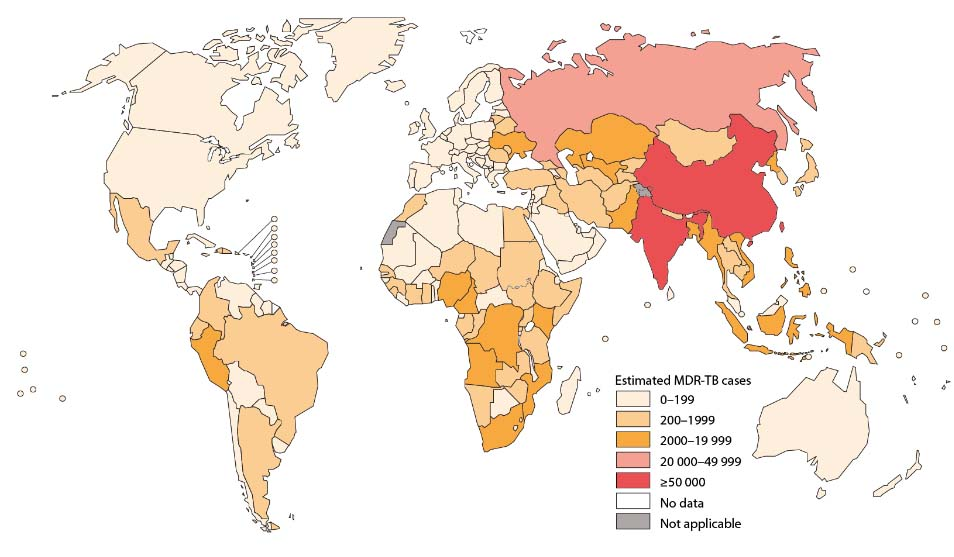 Estimated MDR-TB cases
0–199
200–1999
2000–19 999
20 000–49 999
≥50 000
No data
Not applicable